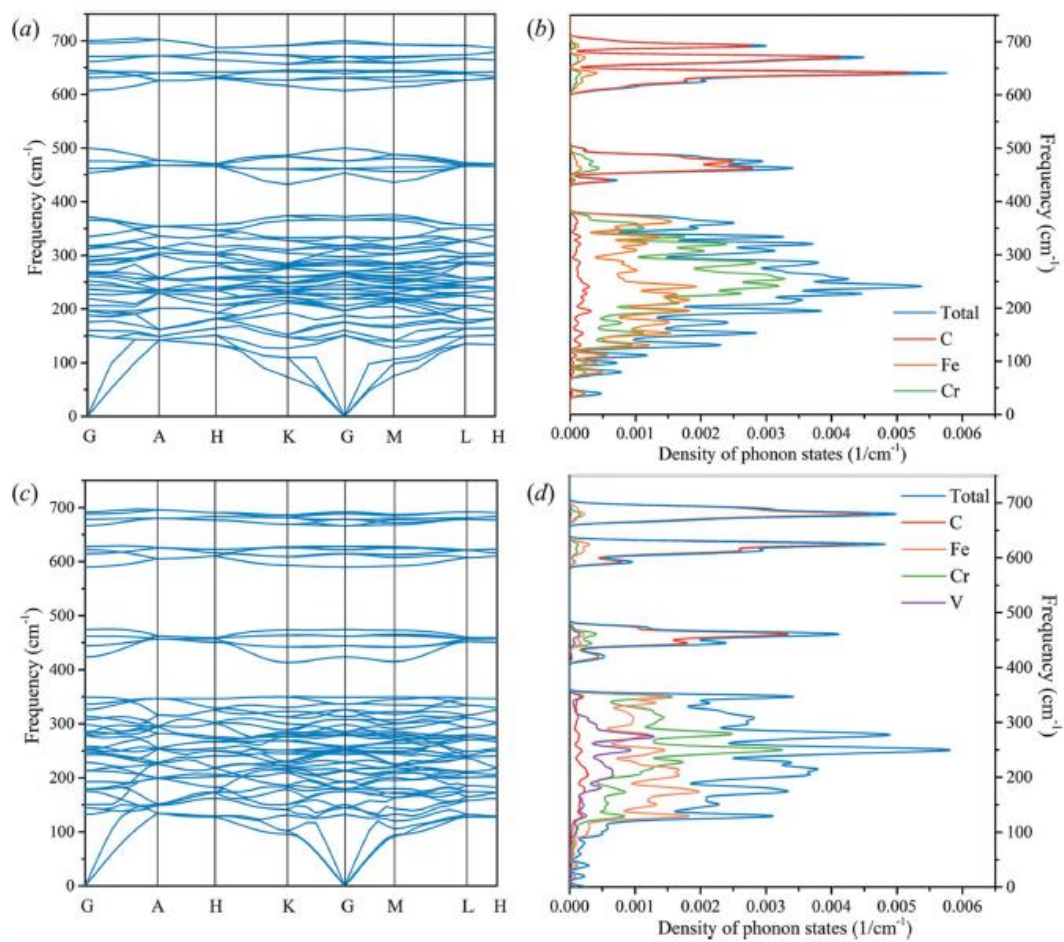 (a)
700
600
500
400
300
200
100
0
Frequency (cm⁻¹)
G A H K G M L H
(b)
700
600
500
400
300
200
100
0
Frequency (cm⁻¹)
Total
C
Fe
Cr
0.000 0.001 0.002 0.003 0.004 0.005 0.006
Density of phonon states (1/cm⁻¹)
(c)
700
600
500
400
300
200
100
0
Frequency (cm⁻¹)
G A H K G M L H
(d)
Total
C
Fe
Cr
V
700
600
500
400
300
200
100
0
Frequency (cm⁻¹)
0.000 0.001 0.002 0.003 0.004 0.005 0.006
Density of phonon states (1/cm⁻¹)